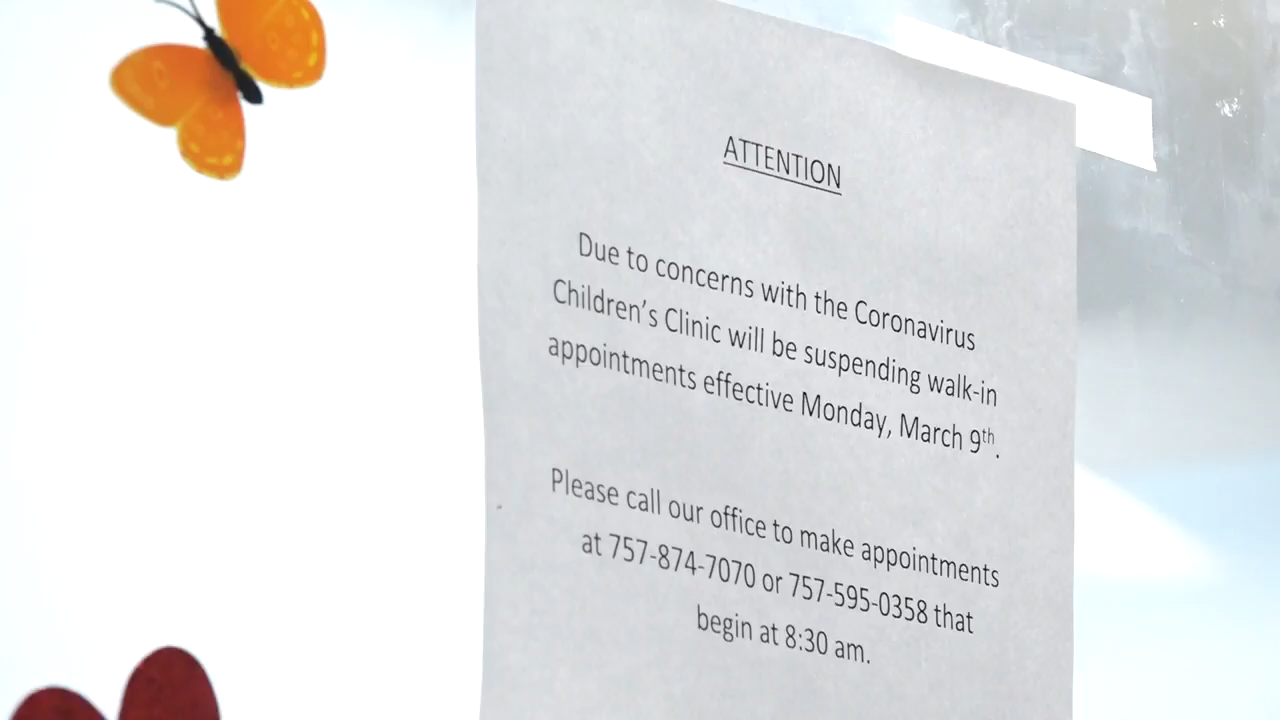 ATTENTION
Due to concerns with the Coronavirus
Children's Clinic will be suspending walk-in
appointments effective Monday, March 9th.
Please call our office to make appointments
at 757-874-7070 or 757-595-0358 that
begin at 8:30 am.